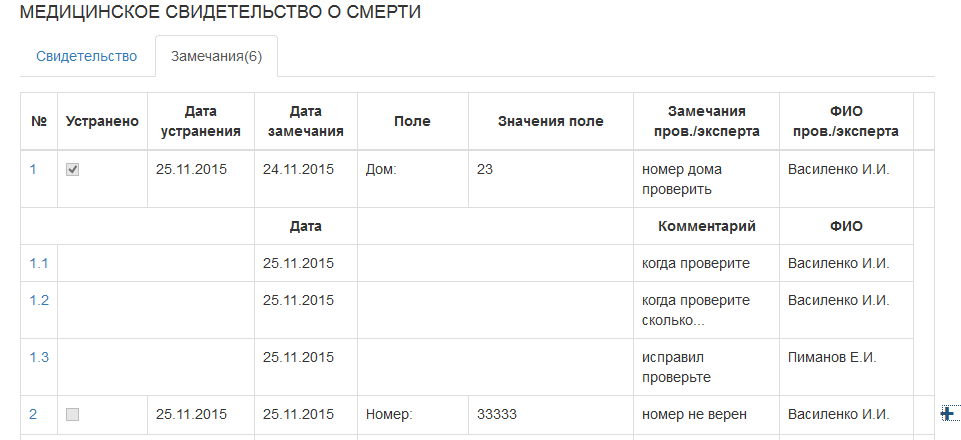 МЕДИЦИНСКОЕ СВИДЕТЕЛЬСТВО О СМЕРТИ
Свидетельство Замечания(6)
№ Устранено Дата устранения Дата замечания Поле Значения поле Замечания пров./эксперта ФИО пров./эксперта
1 25.11.2015 24.11.2015 Дом: 23 номер дома проверить Василенко И.И.
Дата Комментарий ФИО
1.1 25.11.2015 когда проверите Василенко И.И.
1.2 25.11.2015 когда проверите сколько... Василенко И.И.
1.3 25.11.2015 исправил проверьте Пиманов Е.И.
2 25.11.2015 25.11.2015 Номер: 33333 номер не верен Василенко И.И.